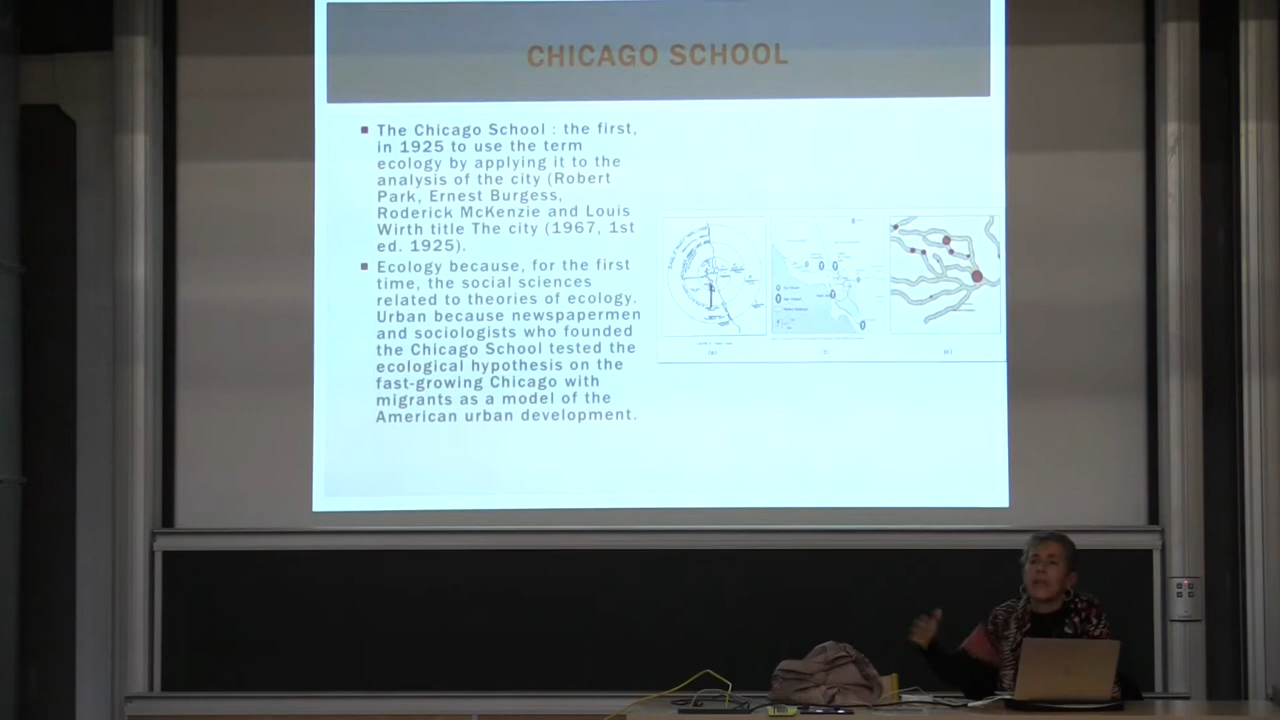 CHICAGO SCHOOL
The Chicago School : the first,
in 1925 to use the term
ecology by applying it to the
analysis of the city (Robert
Park, Ernest Burgess,
Roderick McKenzie and Louis
Wirth title The city (1967, 1st
ed. 1925).
Ecology because, for the first
time, the social sciences
related to theories of ecology.
Urban because newspapermen
and sociologists who founded
the Chicago School tested the
ecological hypothesis on the
fast-growing Chicago with
migrants as a model of the
American urban development.
(a)